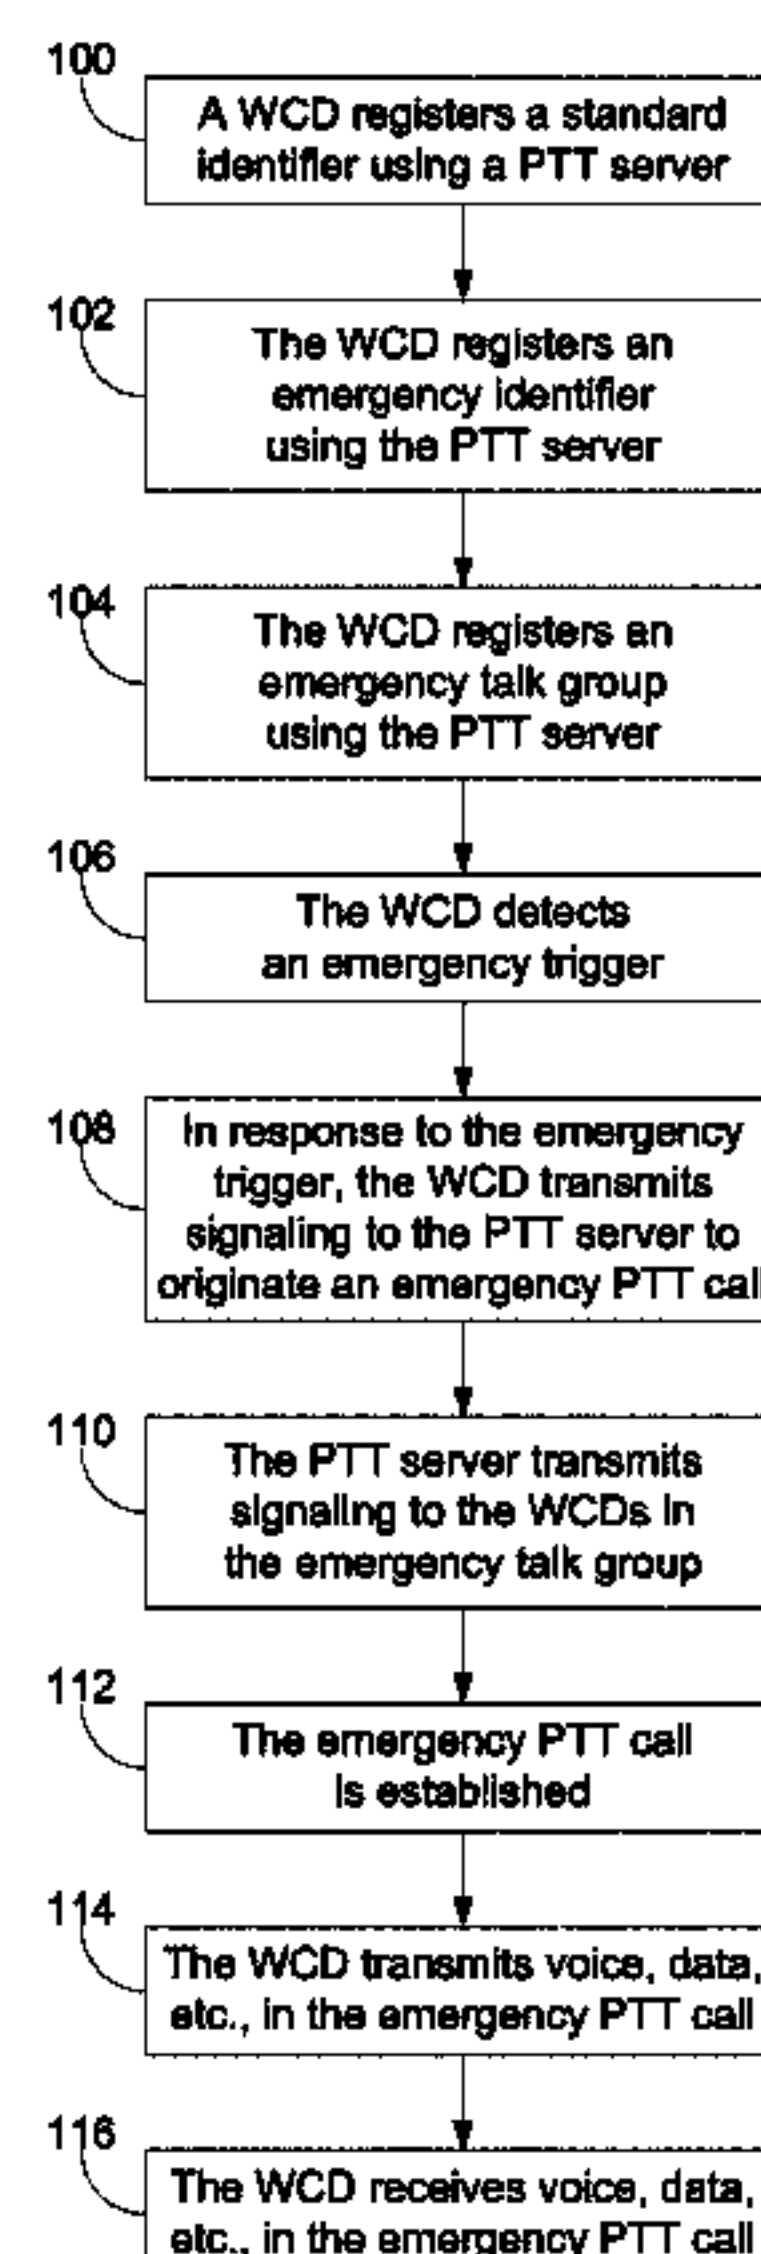 100
A WCD registers a standard
identifier using a PTT server
102
The WCD registers an
emergency identifier
using the PTT server
104
The WCD registers an
emergency talk group
using the PTT server
106
The WCD detects
an emergency trigger
108
In response to the emergency
trigger, the WCD transmits
signaling to the PTT server to
originate an emergency PTT call
110
The PTT server transmits
signaling to the WCDs in
the emergency talk group
112
The emergency PTT call
is established
114
The WCD transmits voice, data,
etc., in the emergency PTT call
116
The WCD receives voice, data,
etc., in the emergency PTT call